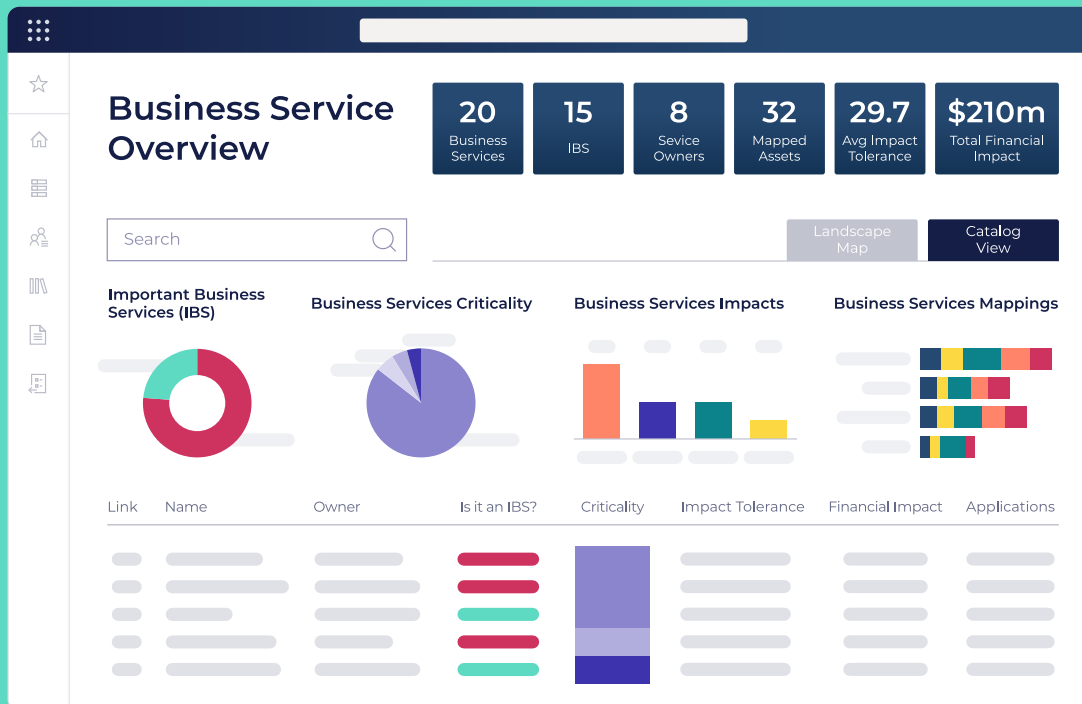 Business Service
Overview
20
Business
Services
15
IBS
8
Sevice
Owners
32
Mapped
Assets
29.7
Avg Impact
Tolerance
$210m
Total Financial
Impact
Search
Landscape
Map
Catalog
View
Important Business
Services (IBS)
Business Services Criticality
Business Services Impacts
Business Services Mappings
Link
Name
Owner
Is it an IBS?
Criticality
Impact Tolerance
Financial Impact
Applications